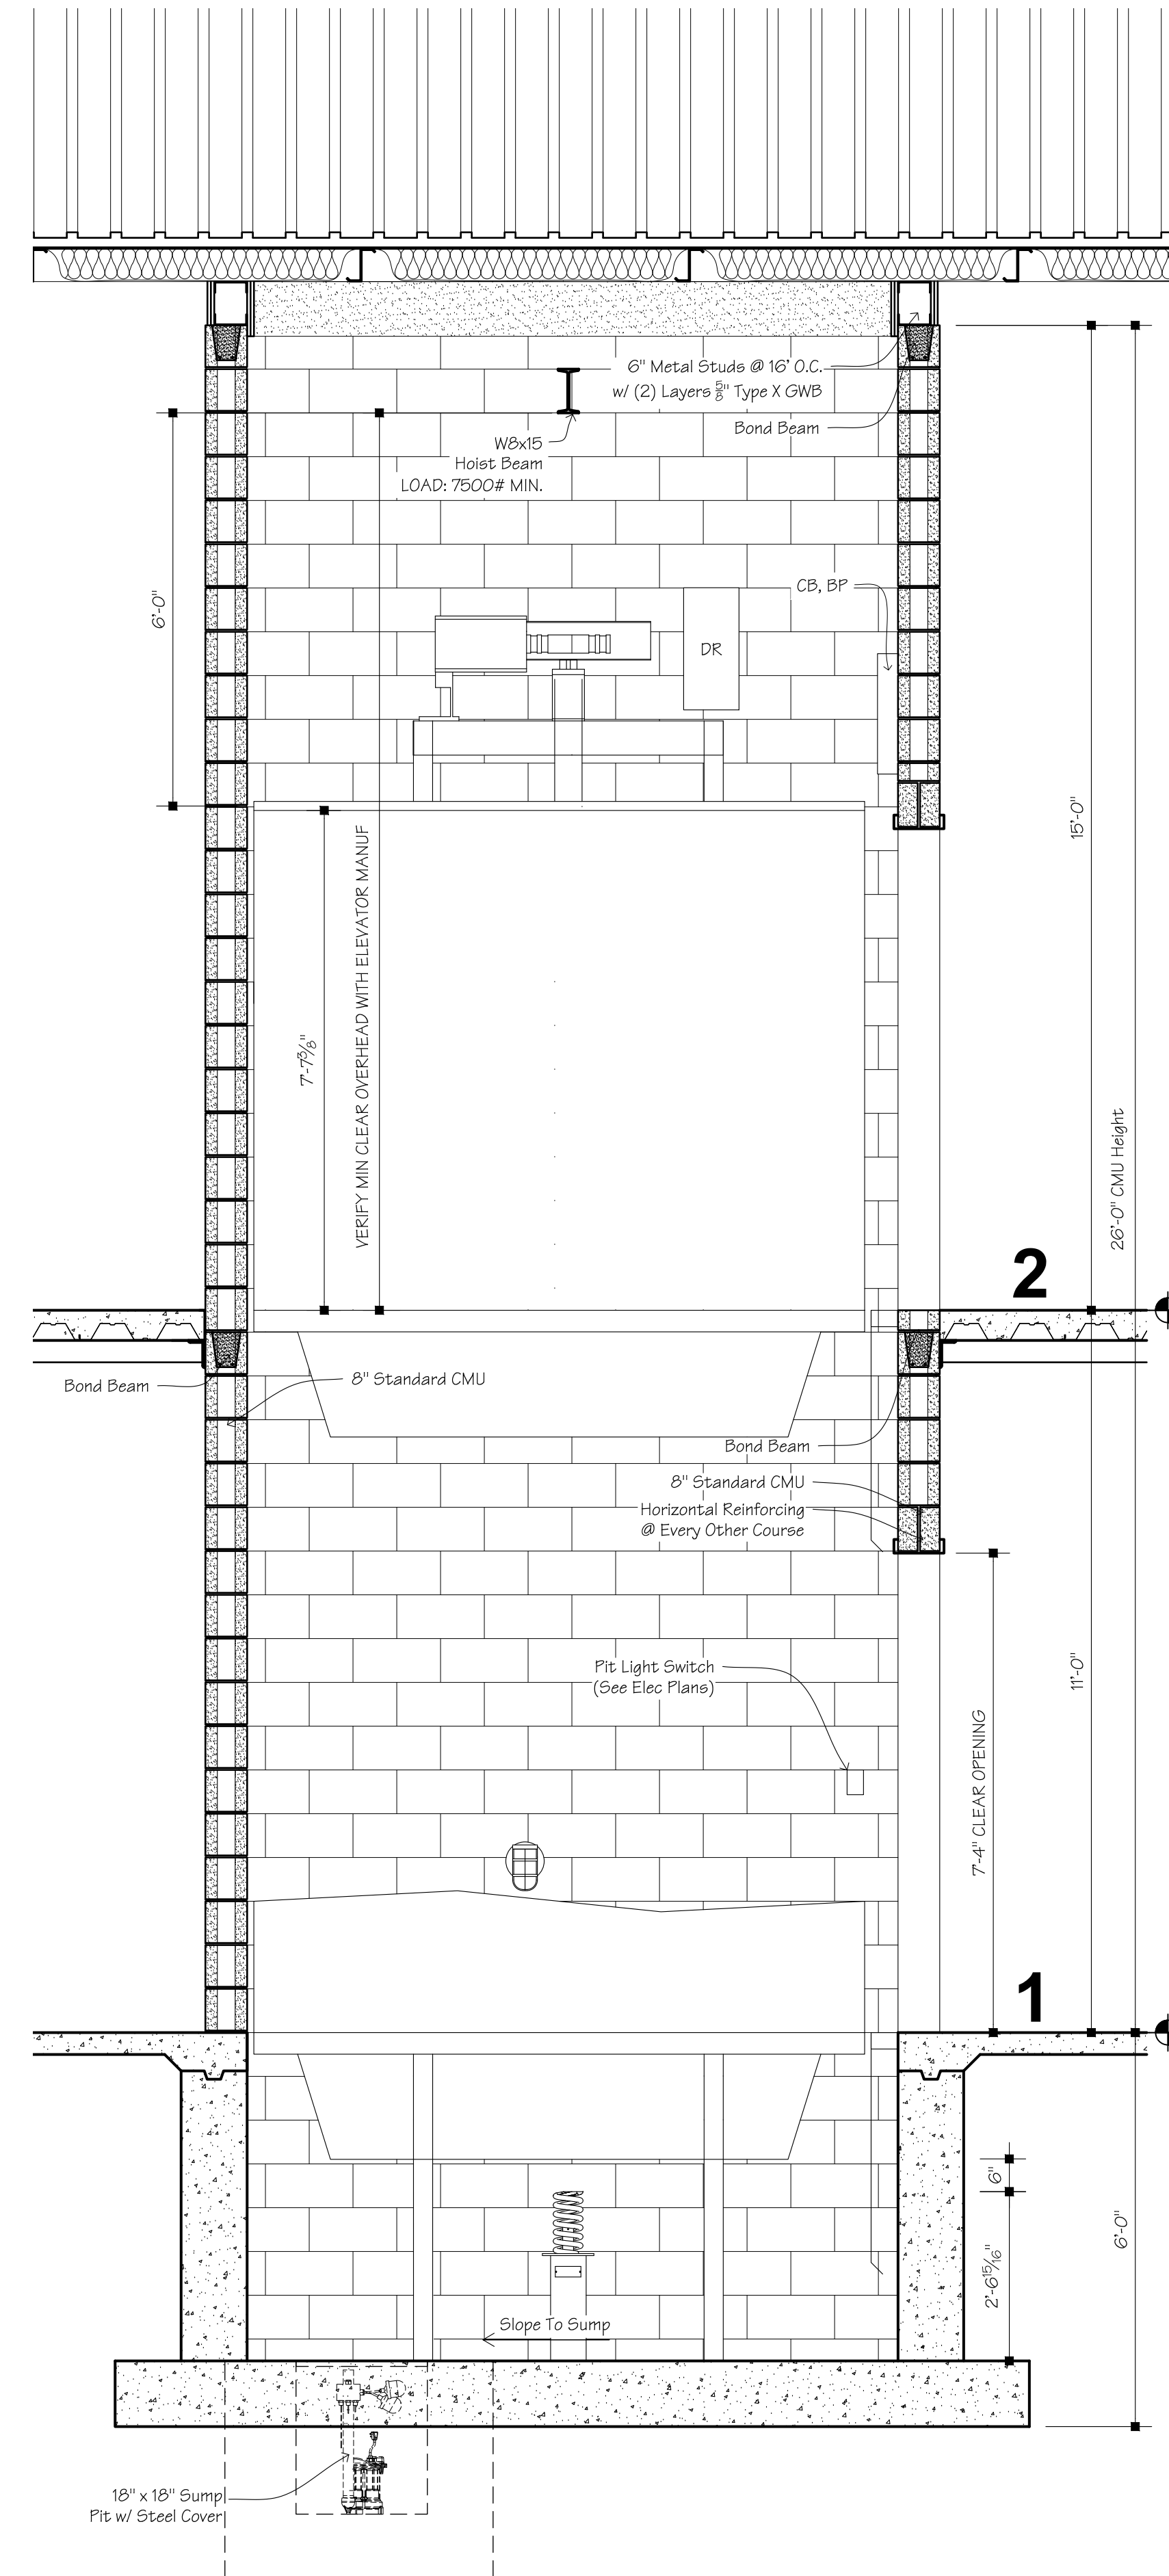 6" Metal Studs @ 16' O.C.
w/ (2) Layers 5/8" Type X GWB
Bond Beam
W8x15
Hoist Beam
LOAD: 7500# MIN.
6'-0"
CB, BP
DR
15'-0"
VERIFY MIN CLEAR OVERHEAD WITH ELEVATOR MANUF
7'-7 3/8"
26'-0" CMU Height
2
Bond Beam
8" Standard CMU
Bond Beam
8" Standard CMU
Horizontal Reinforcing
@ Every Other Course
Pit Light Switch
(See Elec Plans)
11'-0"
7'-4" CLEAR OPENING
1
6"
6'-0"
2'-6 15/16"
Slope To Sump
18" x 18" Sump
Pit w/ Steel Cover